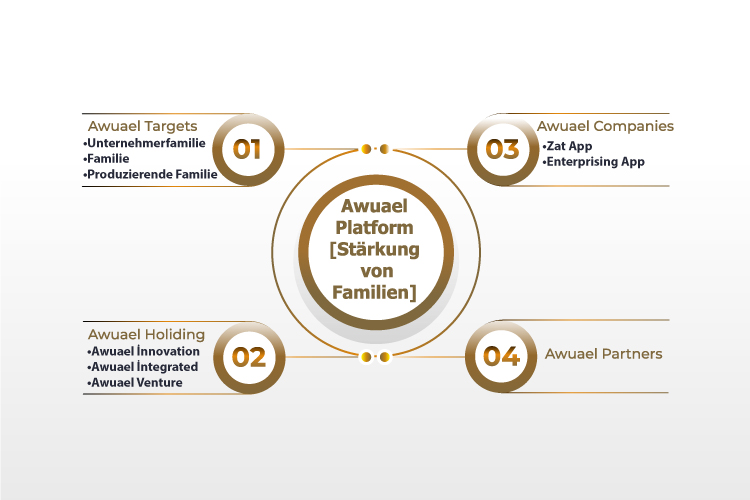 Awuael Targets
•Unternehmerfamilie
•Familie
•Produzierende Familie
01
03
Awuael Companies
•Zat App
•Enterprising App
Awuael
Platform
[Stärkung
von
Familien]
Awuael Holiding
•Awuael İnnovation
•Awuael İntegrated
•Awuael Venture
02
04
Awuael Partners